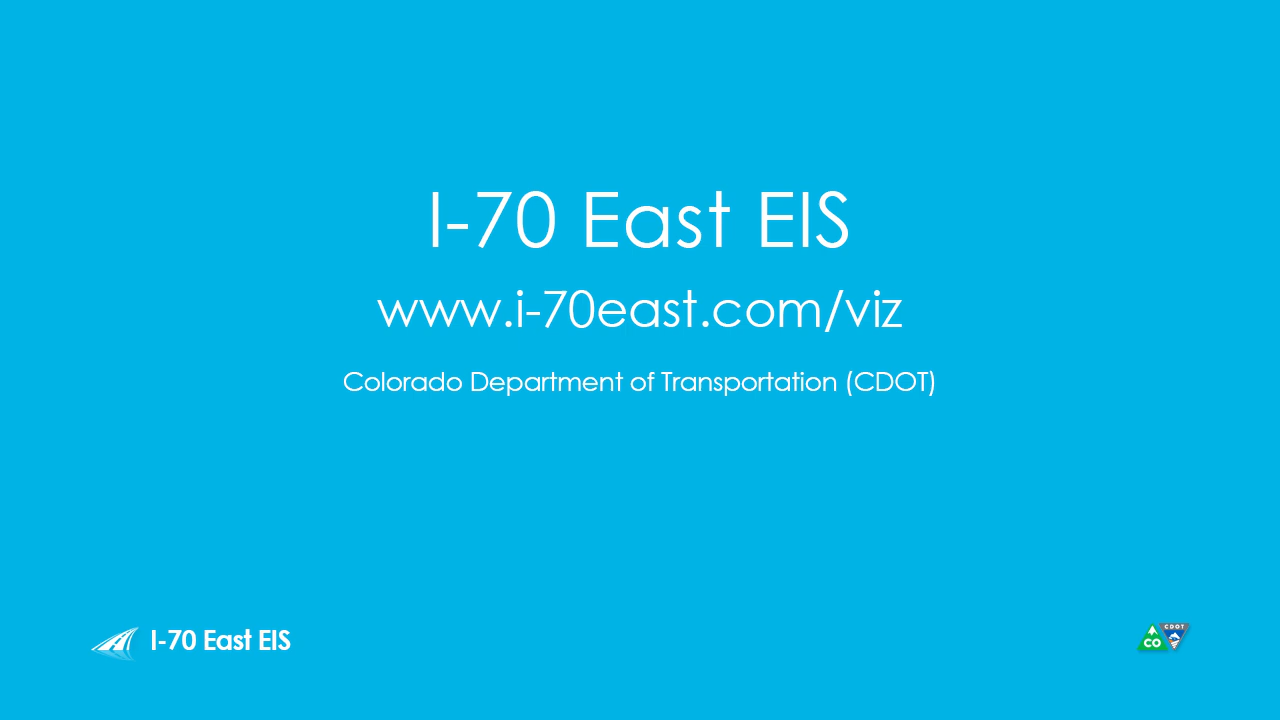 I-70 East EIS
www.i-70east.com/viz
Colorado Department of Transportation (CDOT)
I-70 East EIS
CO
CDOT